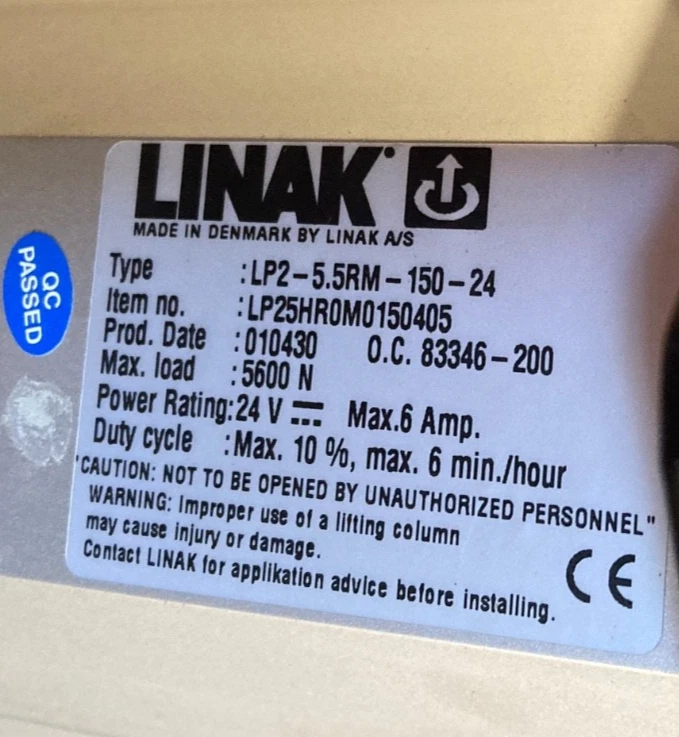 LINAK
MADE IN DENMARK BY LINAK A/S
Type :LP2-5.5RM-150-24
Item no. :LP25HR0M0150405
Prod. Date :010430 O.C. 83346-200
Max. load :5600 N
Power Rating:24 V ⎓ Max.6 Amp.
Duty cycle :Max. 10 %, max. 6 min./hour
"CAUTION: NOT TO BE OPENED BY UNAUTHORIZED PERSONNEL"
WARNING: Improper use of a lifting column
may cause injury or damage.
Contact LINAK for applikation advice before installing.
CE
QC
PASSED